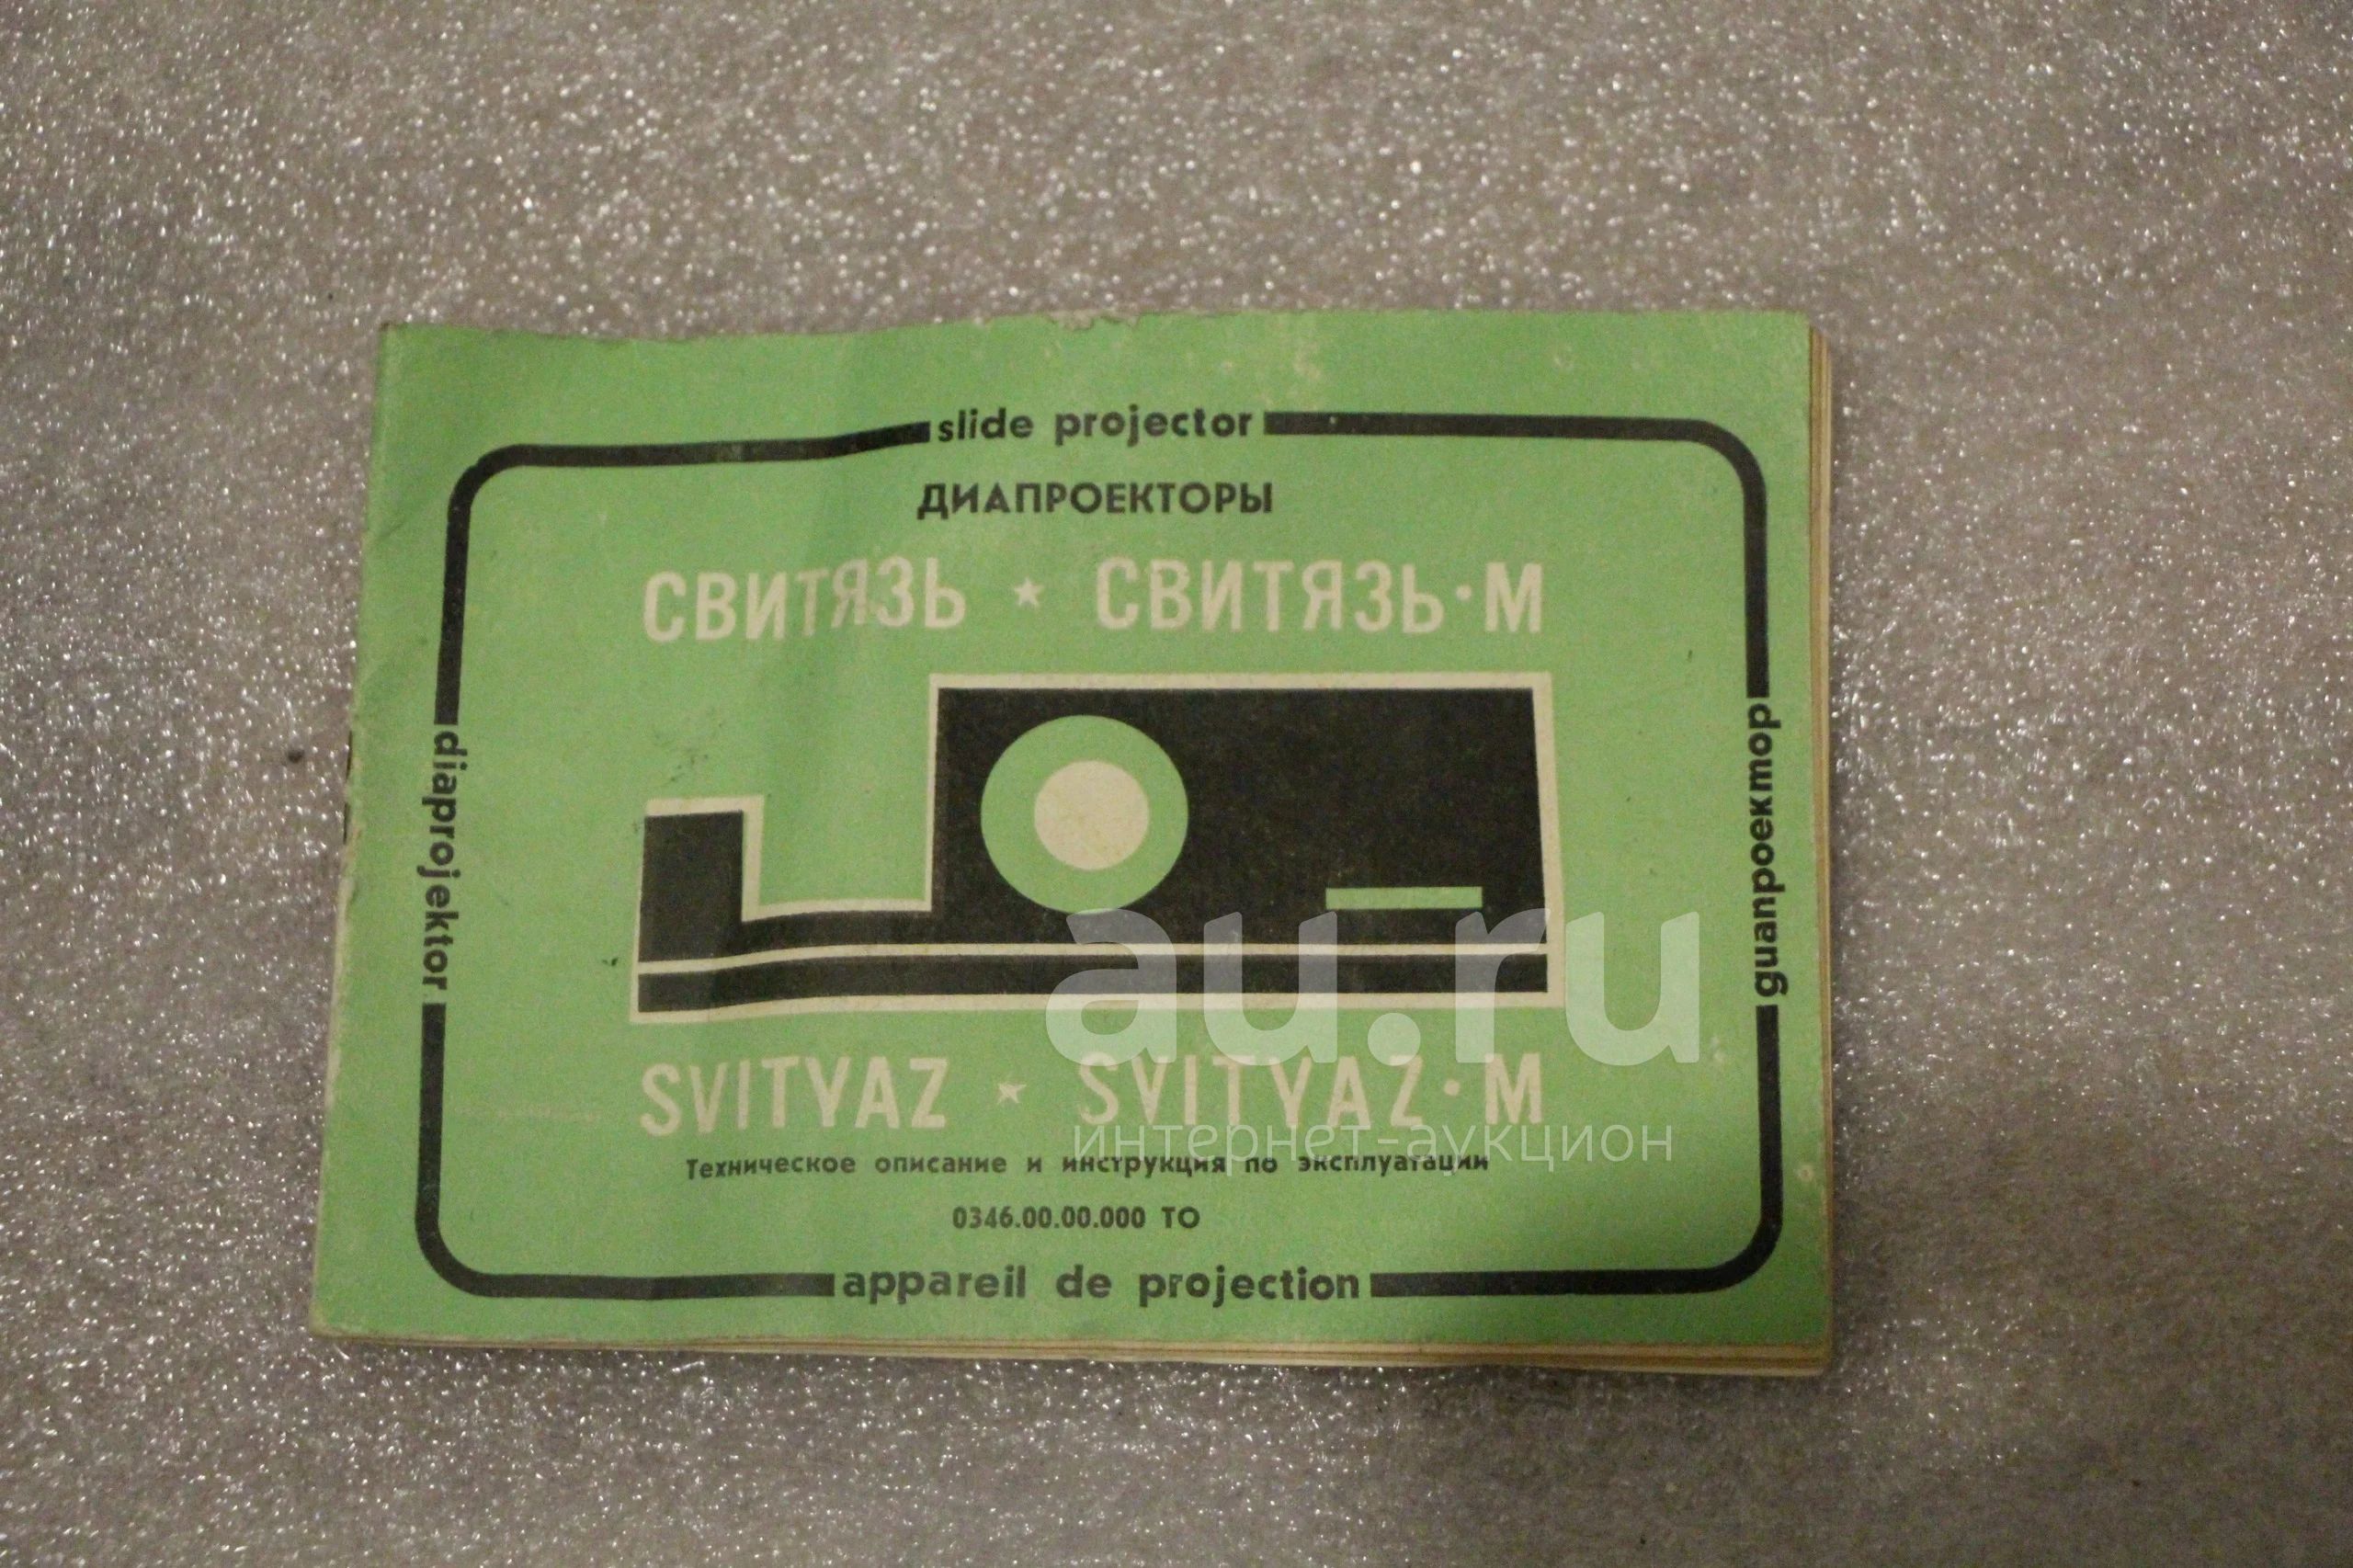 slide projector
ДИАПРОЕКТОРЫ
СВИТЯЗЬ ★ СВИТЯЗЬ·М
diaprojektor
диапроектор
au.ru
SVITYAZ ★ SVITYAZ·M
интернет-аукцион
Техническое описание и инструкция по эксплуатации
0346.00.00.000 ТО
appareil de projection